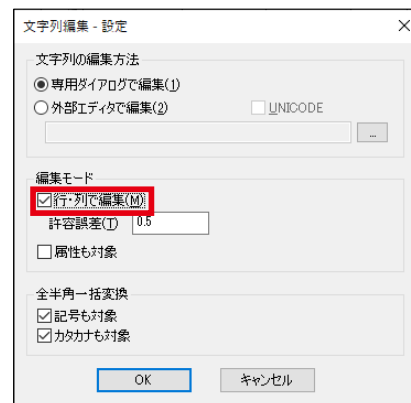 文字列編集 - 設定
文字列の編集方法
専用ダイアログで編集(1)
外部エディタで編集(2)
UNICODE
...
編集モード
行・列で編集(M)
許容誤差(T) 0.5
属性も対象
全半角一括変換
記号も対象
カタカナも対象
OK キャンセル